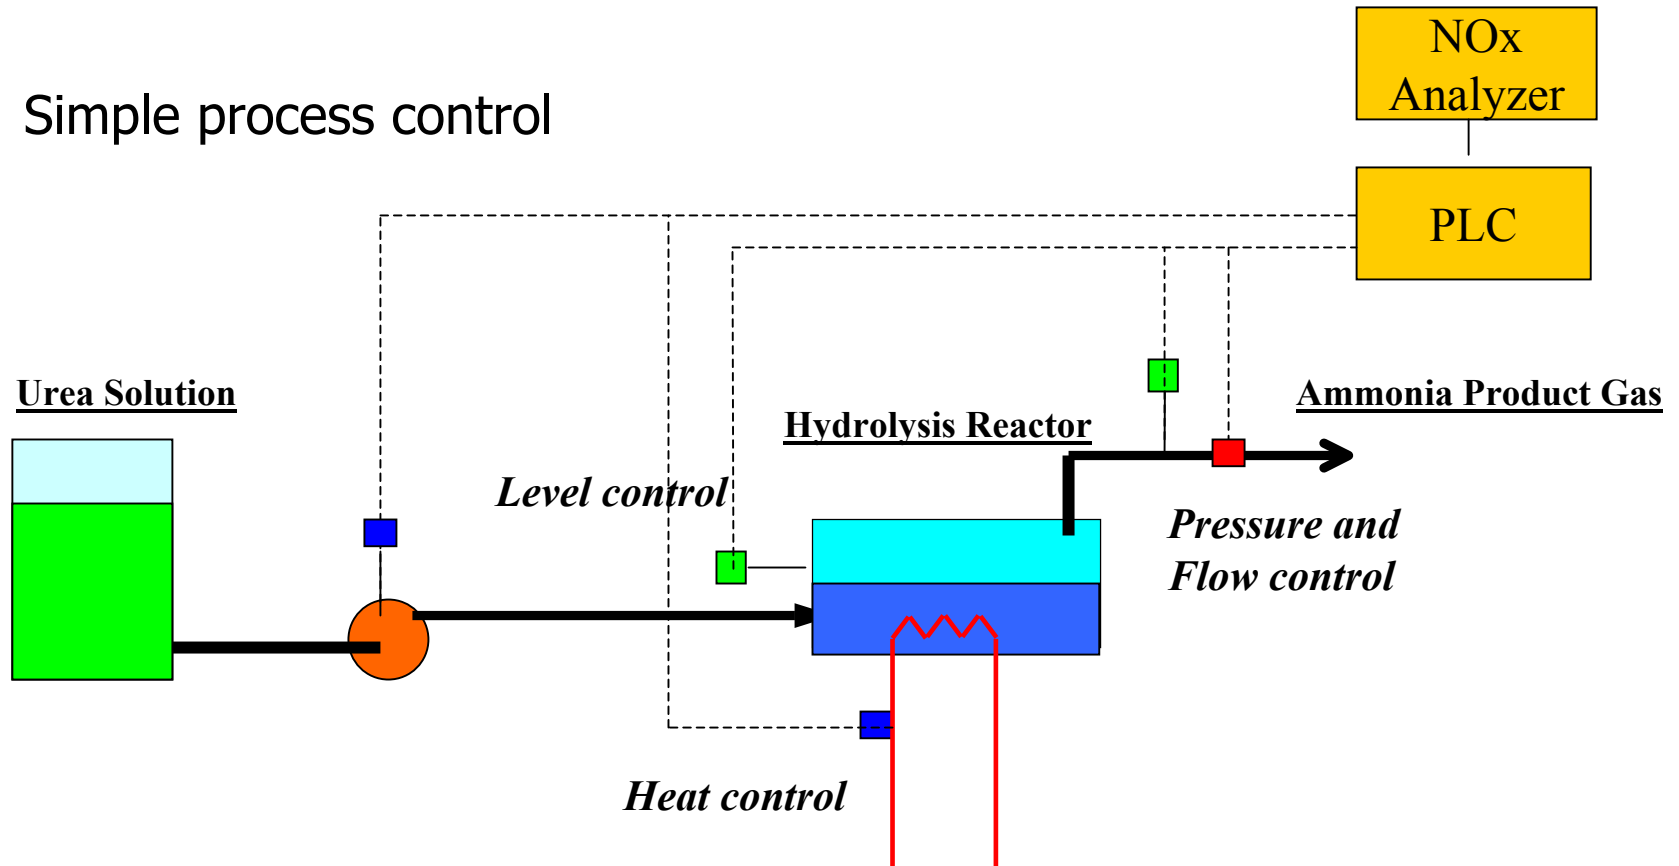 NOx
Analyzer
Simple process control
PLC
Urea Solution
Ammonia Product Gas
Hydrolysis Reactor
Level control
Pressure and
Flow control
Heat control